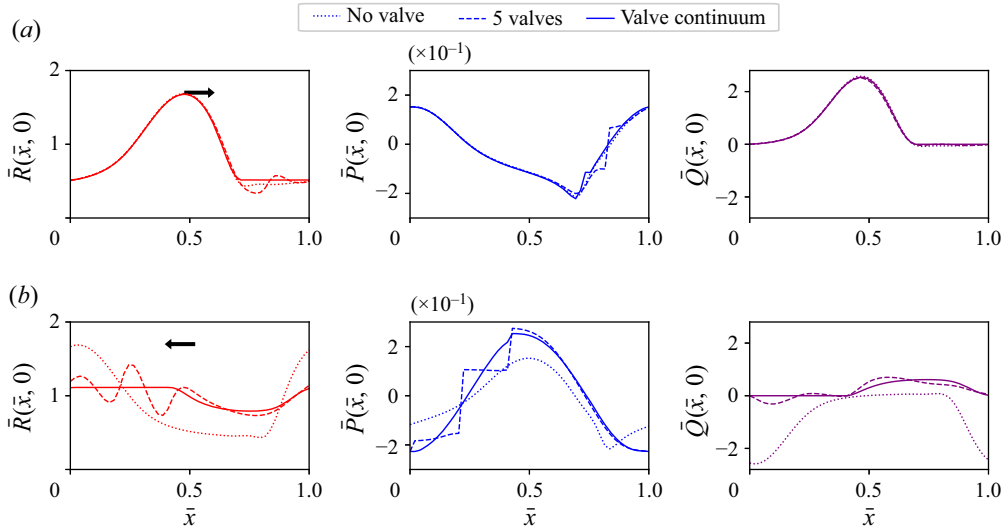 No valve 5 valves Valve continuum
(a) (×10⁻¹)
2 2 2
1 0 0
−2 −2
R̄(x̄, 0) P̄(x̄, 0) Q̄(x̄, 0)
0 0.5 1.0 0 0.5 1.0 0 0.5 1.0
(b) (×10⁻¹)
2 2 2
1 0 0
−2 −2
R̄(x̄, 0) P̄(x̄, 0) Q̄(x̄, 0)
0 0.5 1.0 0 0.5 1.0 0 0.5 1.0
x̄ x̄ x̄